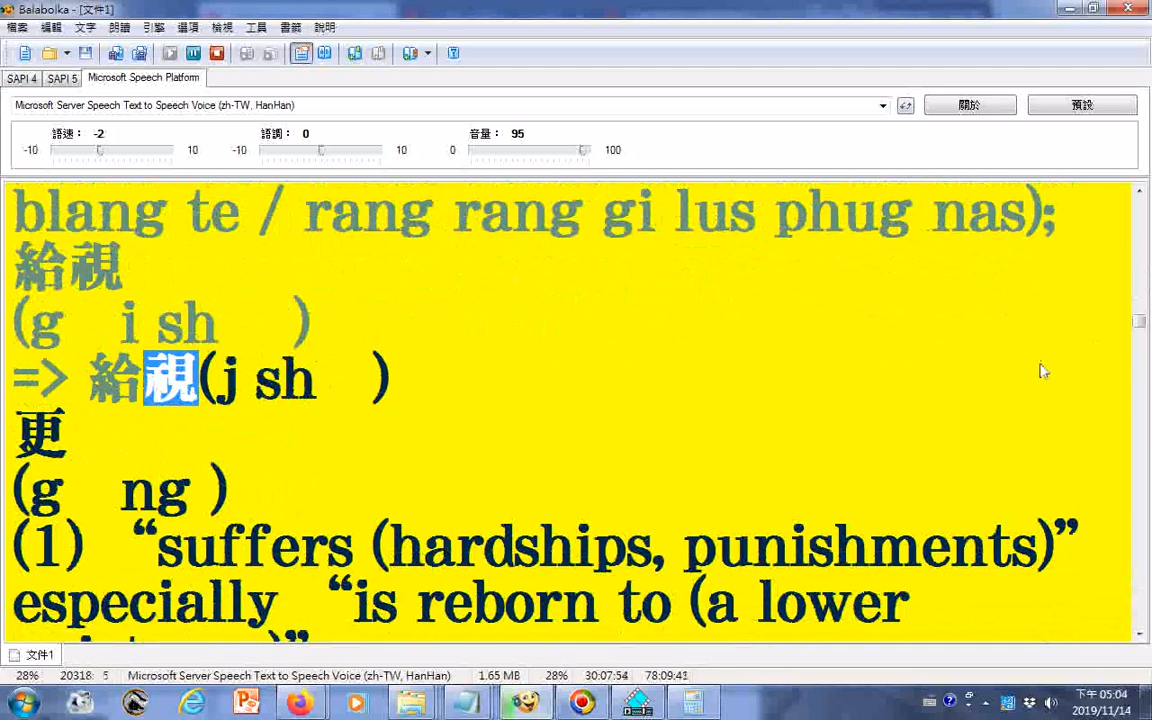 Balabolka - [文件1]
檔案 編輯 文字 朗讀 引擎 選項 檢視 工具 書籤 說明
SAPI 4 SAPI 5 Microsoft Speech Platform
Microsoft Server Speech Text to Speech Voice (zh-TW, HanHan) 關於 預設
語速： -2 語調： 0 音量： 95
-10 10 -10 10 0 100
blang te / rang rang gi lus phug nas);
給視
(g i sh )
=> 給視(j sh )
更
(g ng )
(1) “suffers (hardships, punishments)”
especially “is reborn to (a lower
文件1
28% 20318: 5 Microsoft Server Speech Text to Speech Voice (zh-TW, HanHan) 1.65 MB 28% 30:07:54 78:09:41
下午 05:04
2019/11/14